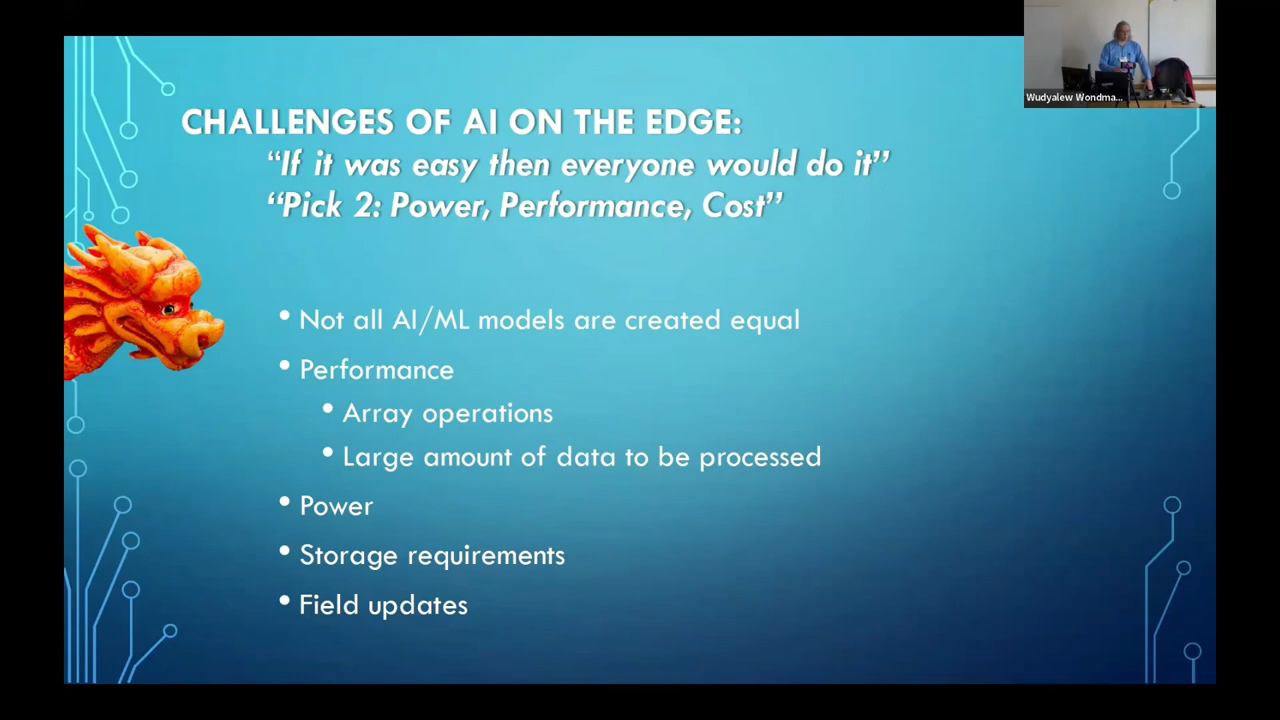 CHALLENGES OF AI ON THE EDGE:
“If it was easy then everyone would do it”
“Pick 2: Power, Performance, Cost”
• Not all AI/ML models are created equal
• Performance
• Array operations
• Large amount of data to be processed
• Power
• Storage requirements
• Field updates
Wudyalew Wondma...